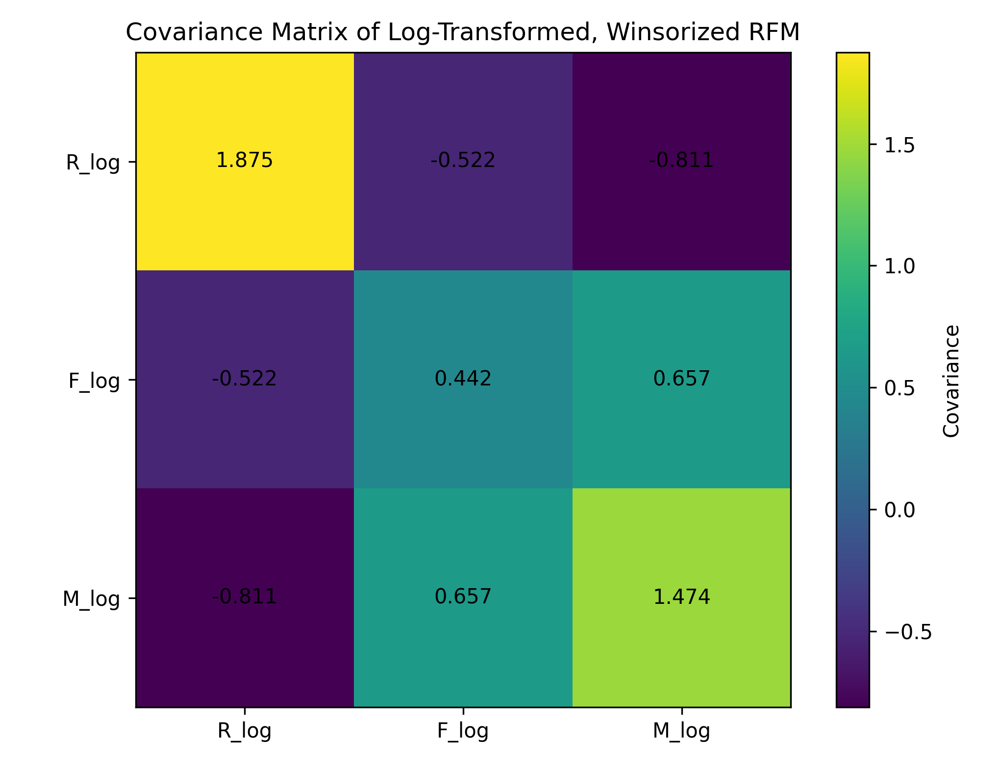 Covariance Matrix of Log-Transformed, Winsorized RFM
R_log
1.875
-0.522
-0.811
F_log
-0.522
0.442
0.657
M_log
-0.811
0.657
1.474
R_log
F_log
M_log
1.5
1.0
0.5
0.0
−0.5
Covariance